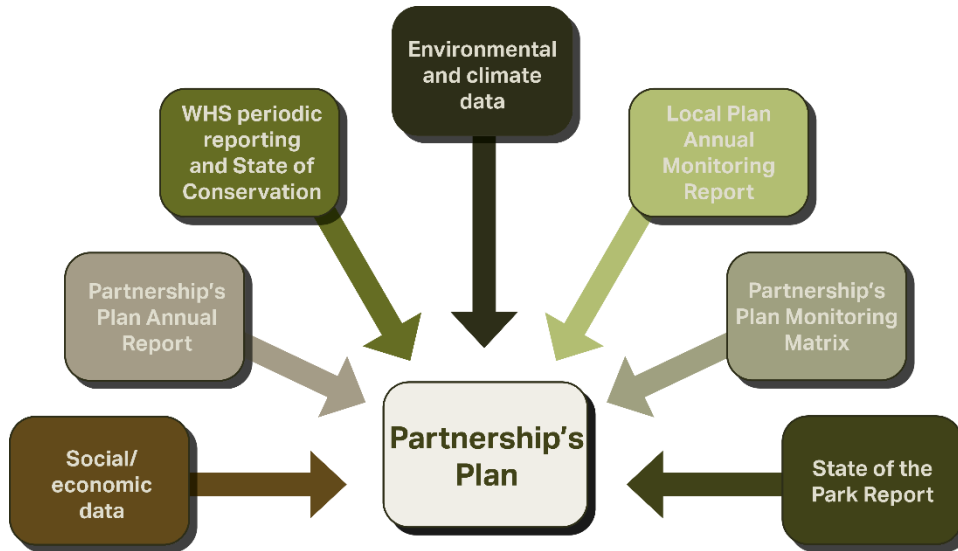 Environmental
and climate
data
WHS periodic
reporting
and State of
Conservation
Local Plan
Annual
Monitoring
Report
Partnership's
Plan Annual
Report
Partnership's
Plan Monitoring
Matrix
Partnership's
Plan
Social/
economic
data
State of the
Park Report